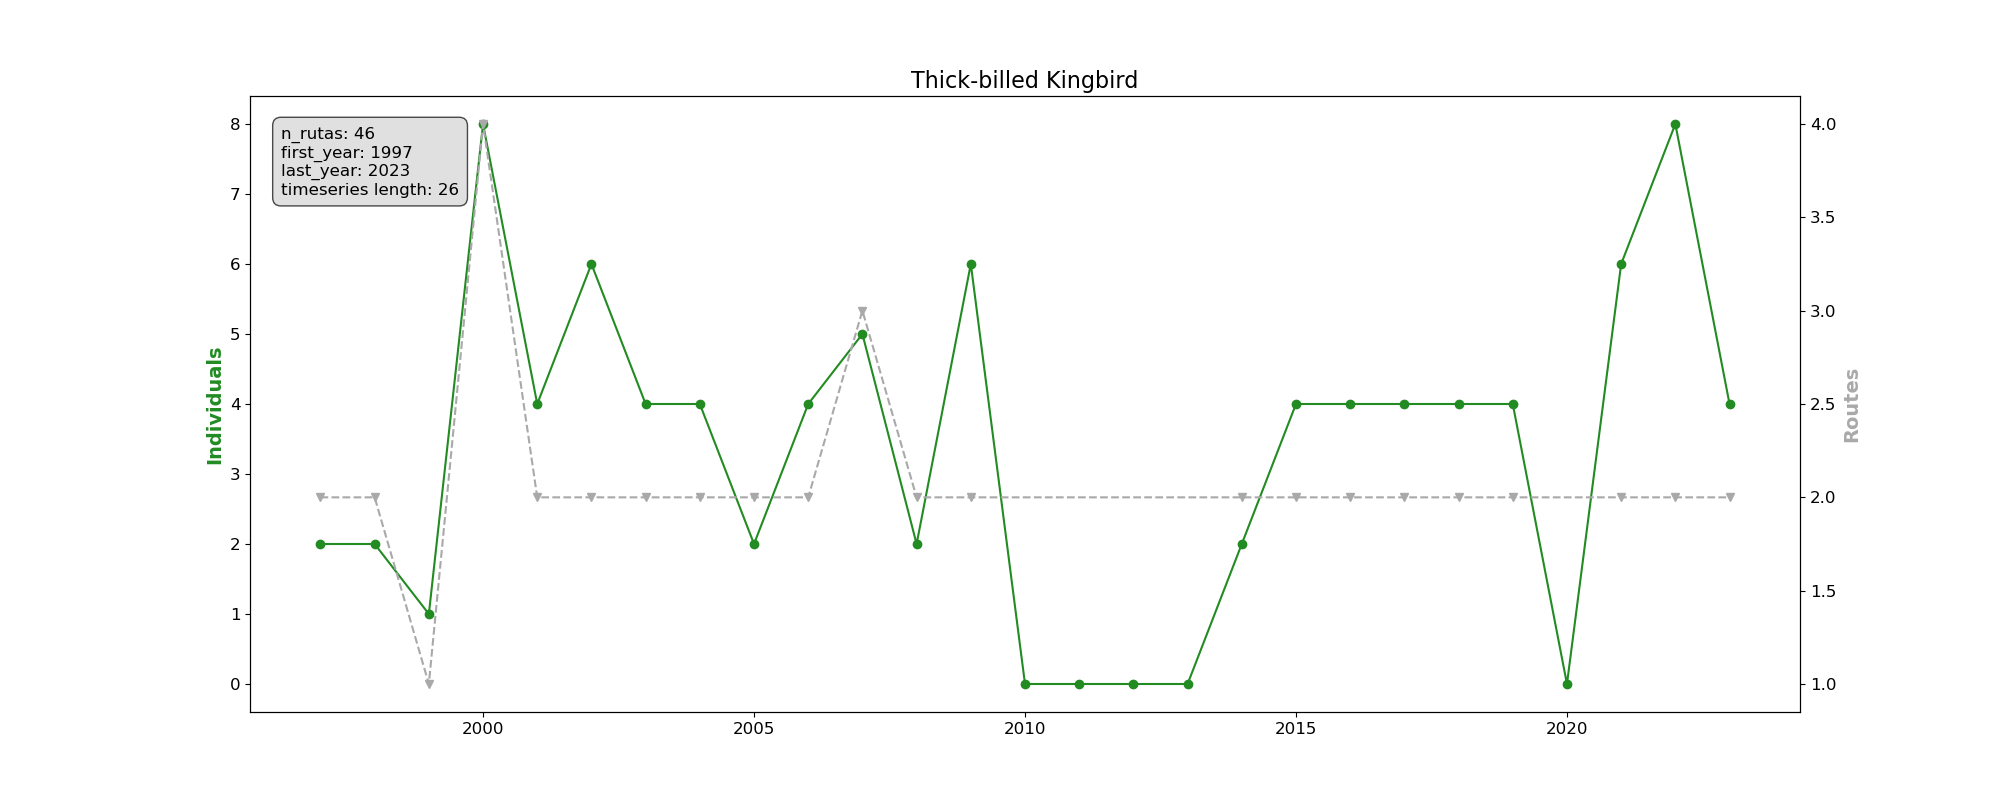 Thick-billed Kingbird
n_rutas: 46
first_year: 1997
last_year: 2023
timeseries length: 26
8
7
6
5
4
3
2
1
0
Individuals
4.0
3.5
3.0
2.5
2.0
1.5
1.0
Routes
2000 2005 2010 2015 2020